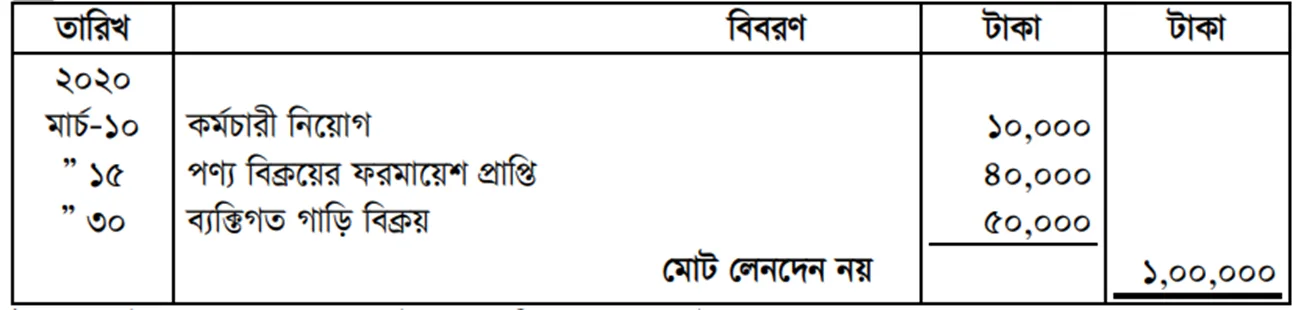 তারিখ বিবরণ টাকা টাকা
২০২০
মার্চ-১০ কর্মচারী নিয়োগ ১০,০০০
” ১৫ পণ্য বিক্রয়ের ফরমায়েশ প্রাপ্তি ৪০,০০০
” ৩০ ব্যক্তিগত গাড়ি বিক্রয় ৫০,০০০
মোট লেনদেন নয় ১,০০,০০০